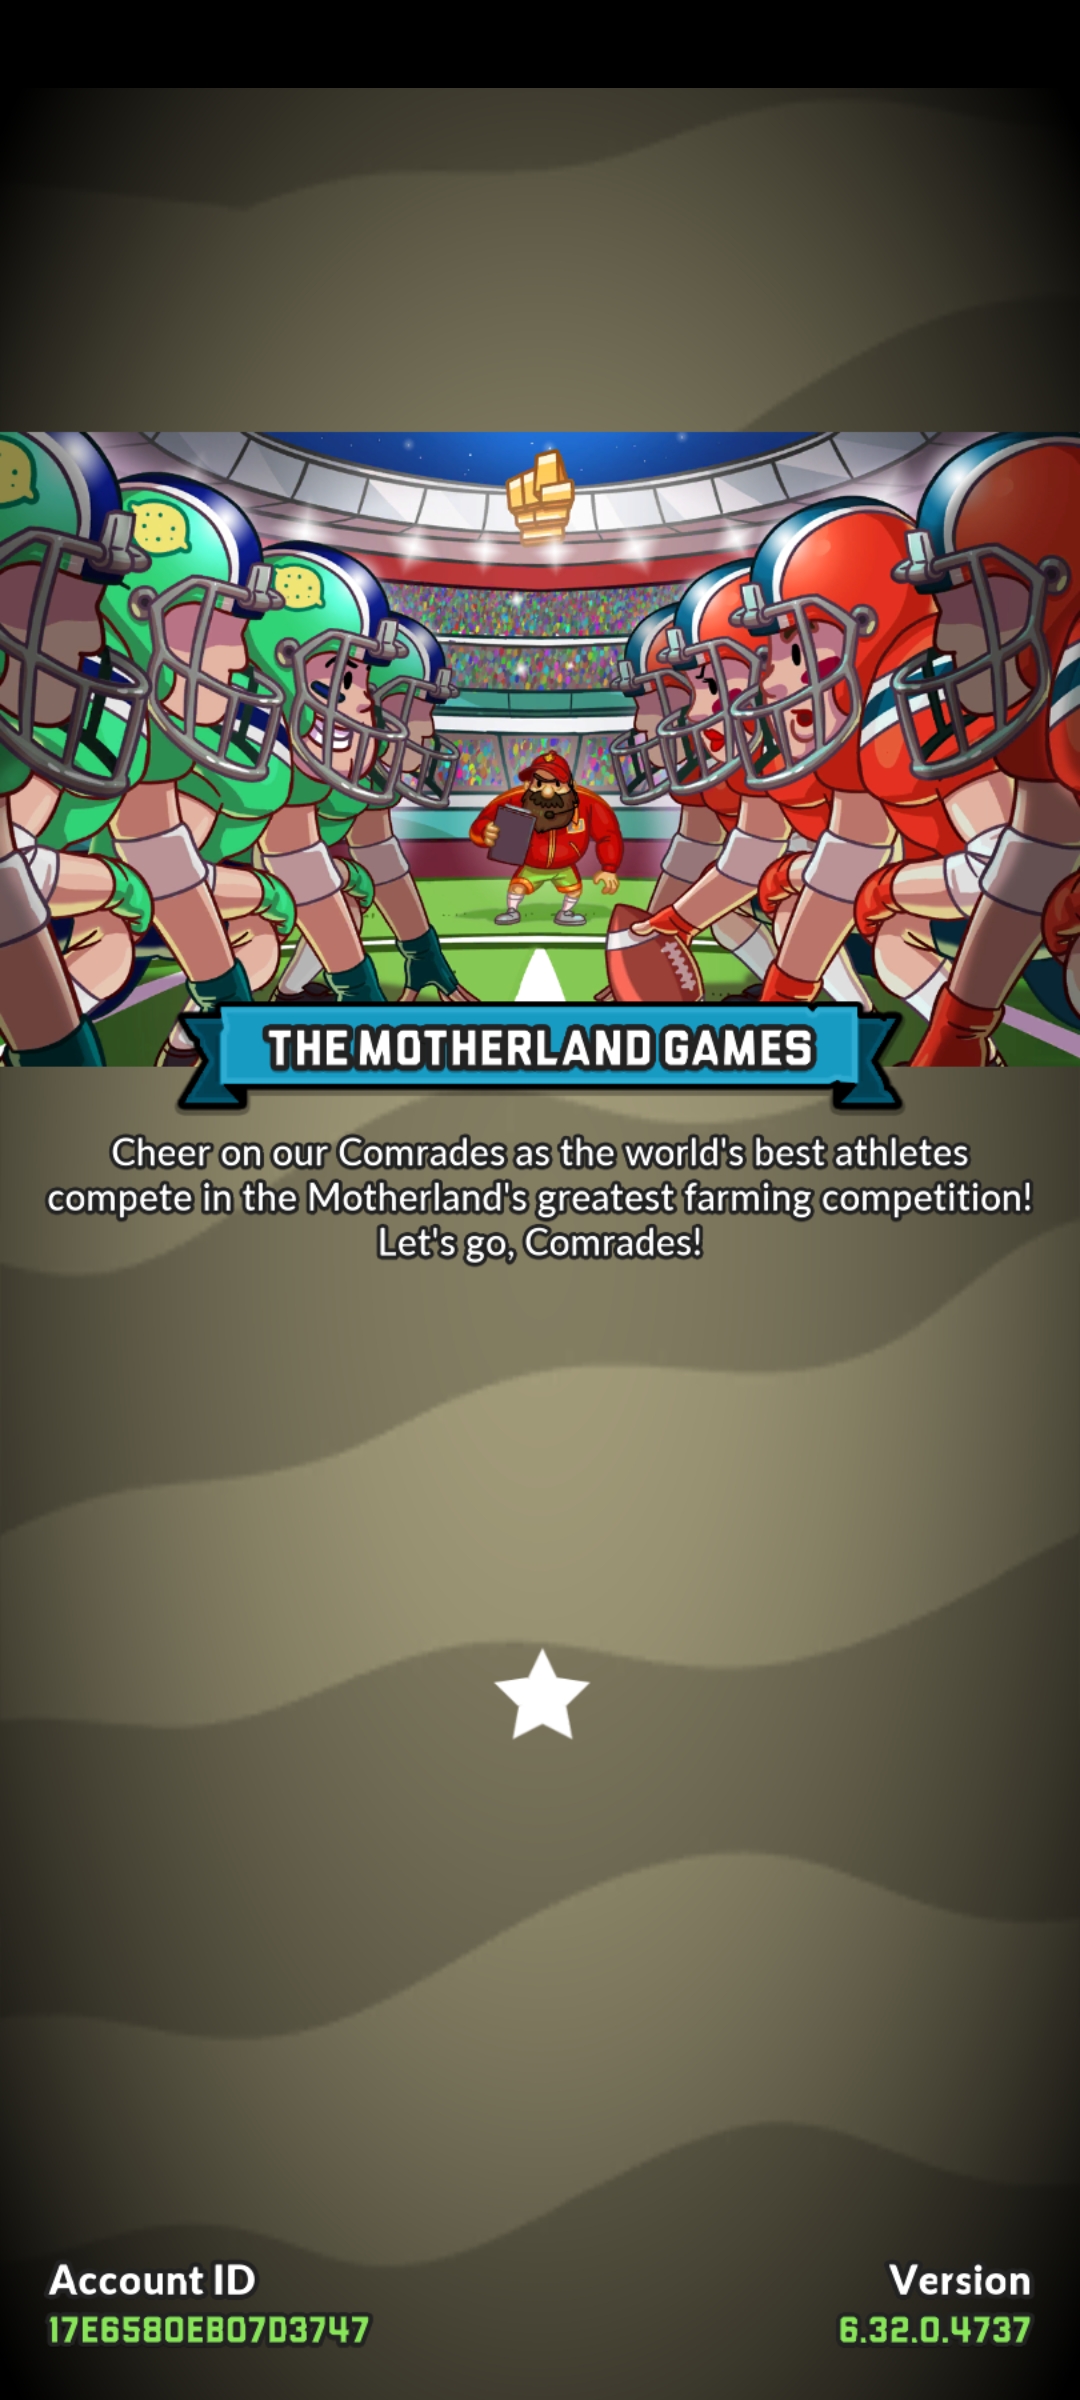 THE MOTHERLAND GAMES
Cheer on our Comrades as the world's best athletes
compete in the Motherland's greatest farming competition!
Let's go, Comrades!
Account ID
17E6580EB07D3747
Version
6.32.0.4737